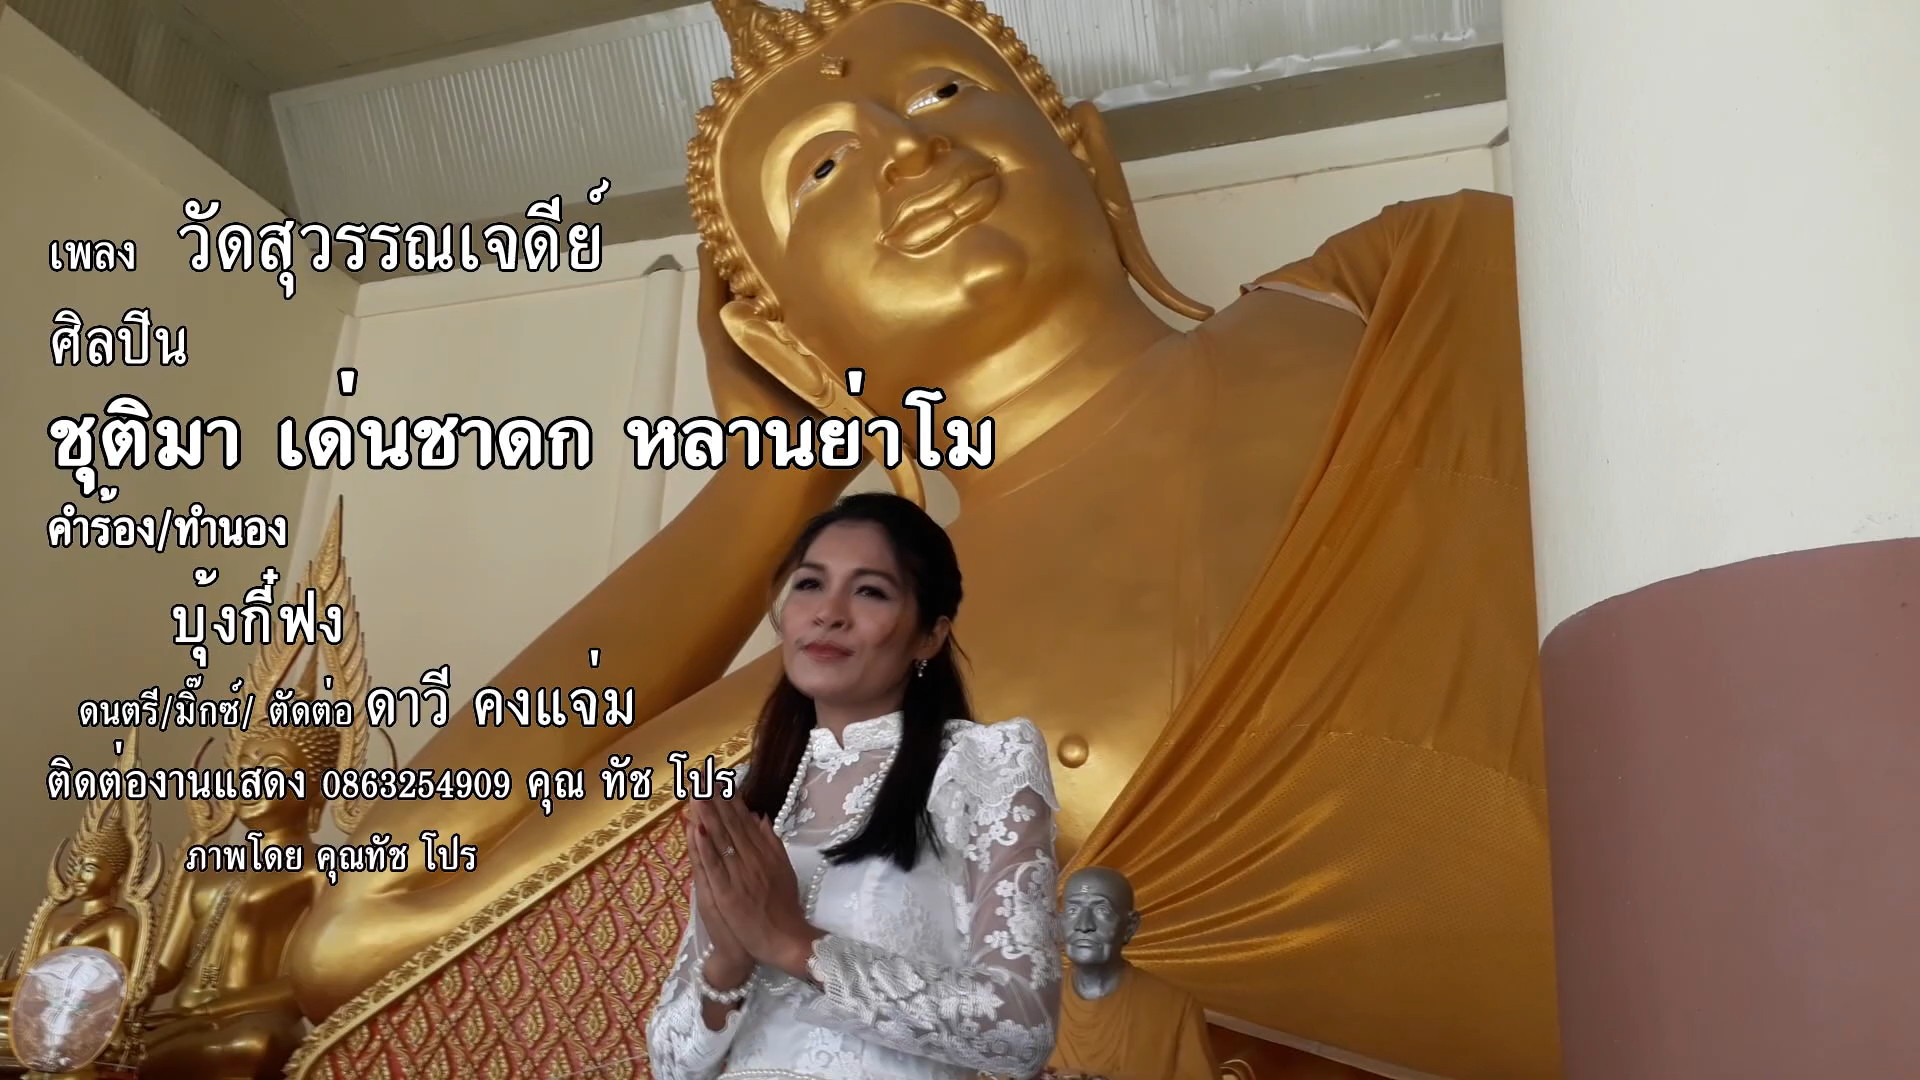 เพลง วัดสุวรรณเจดีย์
ศิลปีน
ชุติมา เด่นชาดก หลานย่าโม
คำร้อง/ทำนอง
บุ้งกี๋ฟง
ดนตรี/มิ๊กซ์/ ตัดต่อ ดาวี คงแจ่ม
ติดต่องานแสดง 0863254909 คุณ ทัช โปร
ภาพโดย คุณทัช โปร